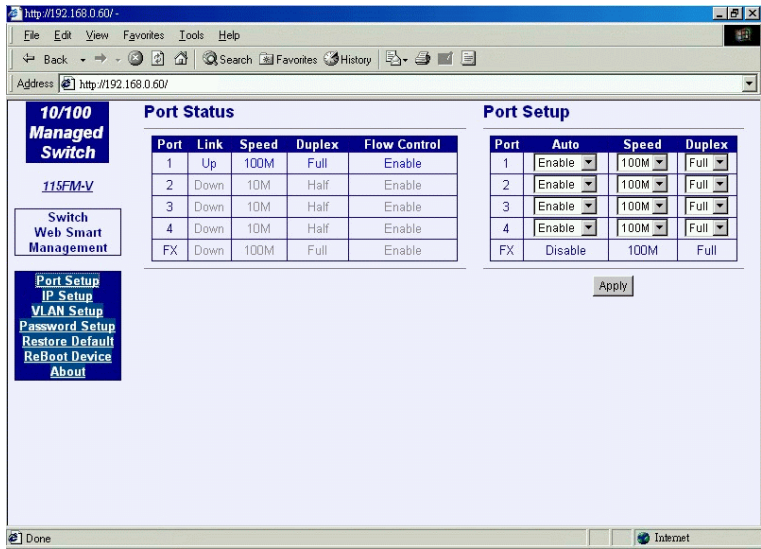 http://192.168.0.60/ -
File Edit View Favorites Tools Help
Back Search Favorites History
Address http://192.168.0.60/
10/100
Managed
Switch
115FM-V
Switch
Web Smart
Management
Port Setup
IP Setup
VLAN Setup
Password Setup
Restore Default
ReBoot Device
About
Port Status
Port Link Speed Duplex Flow Control
1 Up 100M Full Enable
2 Down 10M Half Enable
3 Down 10M Half Enable
4 Down 10M Half Enable
FX Down 100M Full Enable
Port Setup
Port Auto Speed Duplex
1 Enable 100M Full
2 Enable 100M Full
3 Enable 100M Full
4 Enable 100M Full
FX Disable 100M Full
Apply
Done Internet